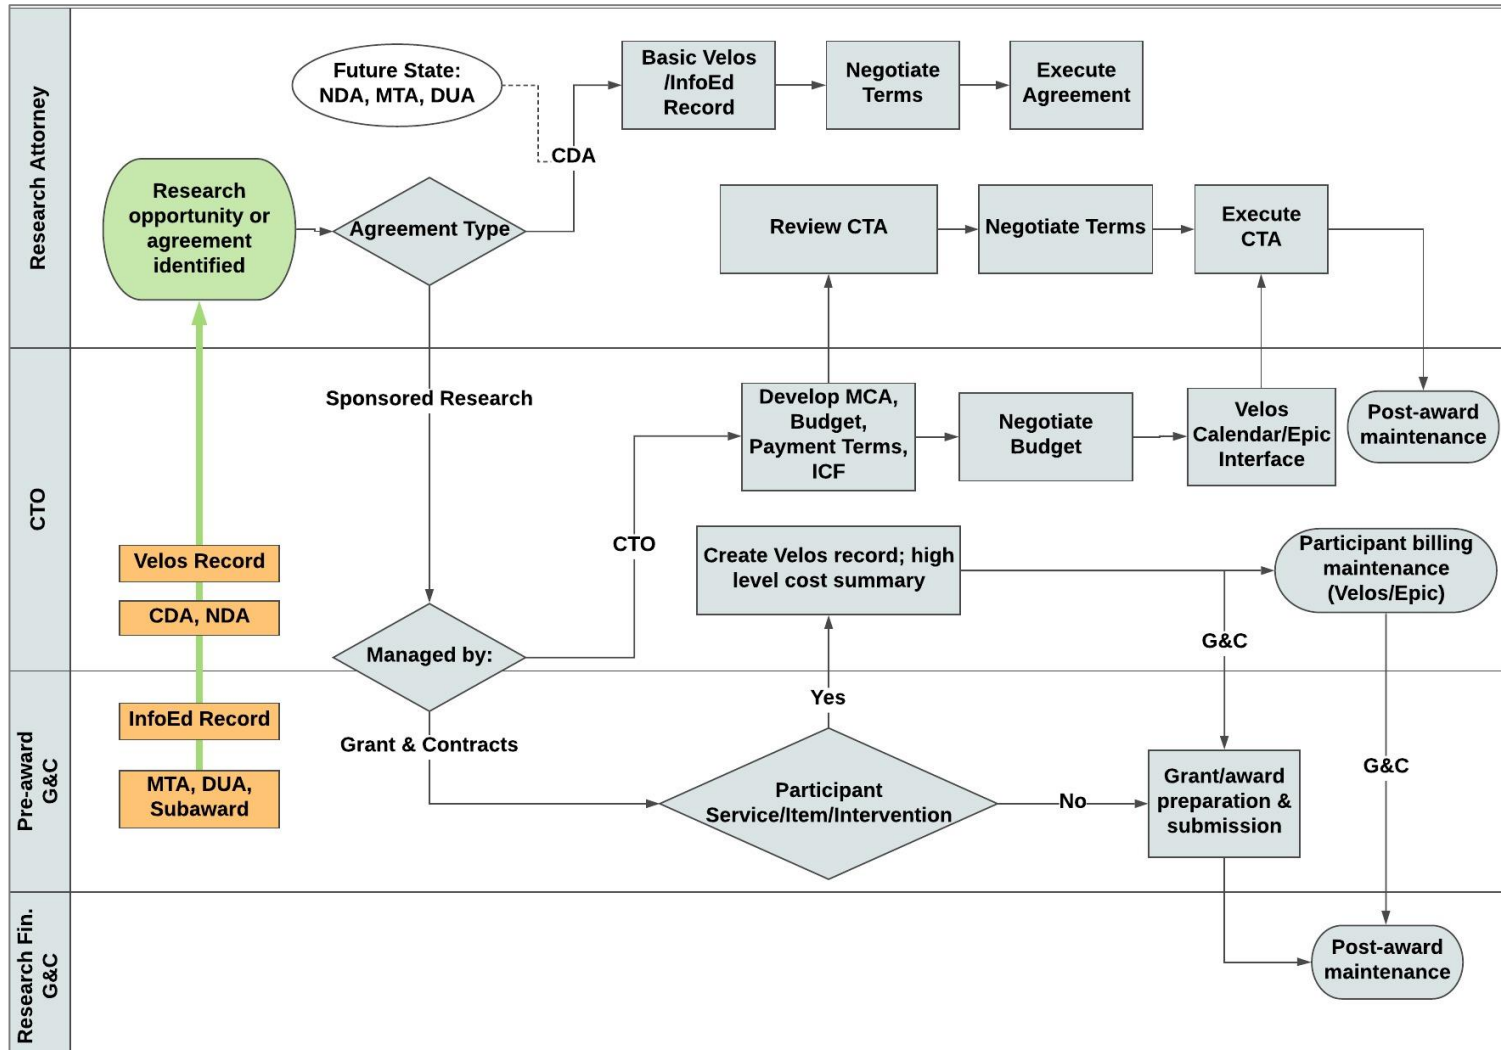 Research Attorney
Future State:
NDA, MTA, DUA
Basic Velos
/InfoEd
Record
Negotiate
Terms
Execute
Agreement
CDA
Research
opportunity or
agreement
identified
Agreement Type
Review CTA
Negotiate Terms
Execute
CTA
CTO
Sponsored Research
Develop MCA,
Budget,
Payment Terms,
ICF
Negotiate
Budget
Velos
Calendar/Epic
Interface
Post-award
maintenance
Velos Record
CDA, NDA
CTO
Create Velos record; high
level cost summary
Participant billing
maintenance
(Velos/Epic)
Managed by:
G&C
Pre-award
G&C
InfoEd Record
MTA, DUA,
Subaward
Grant & Contracts
Yes
Participant
Service/Item/Intervention
No
Grant/award
preparation &
submission
G&C
Research Fin.
G&C
Post-award
maintenance